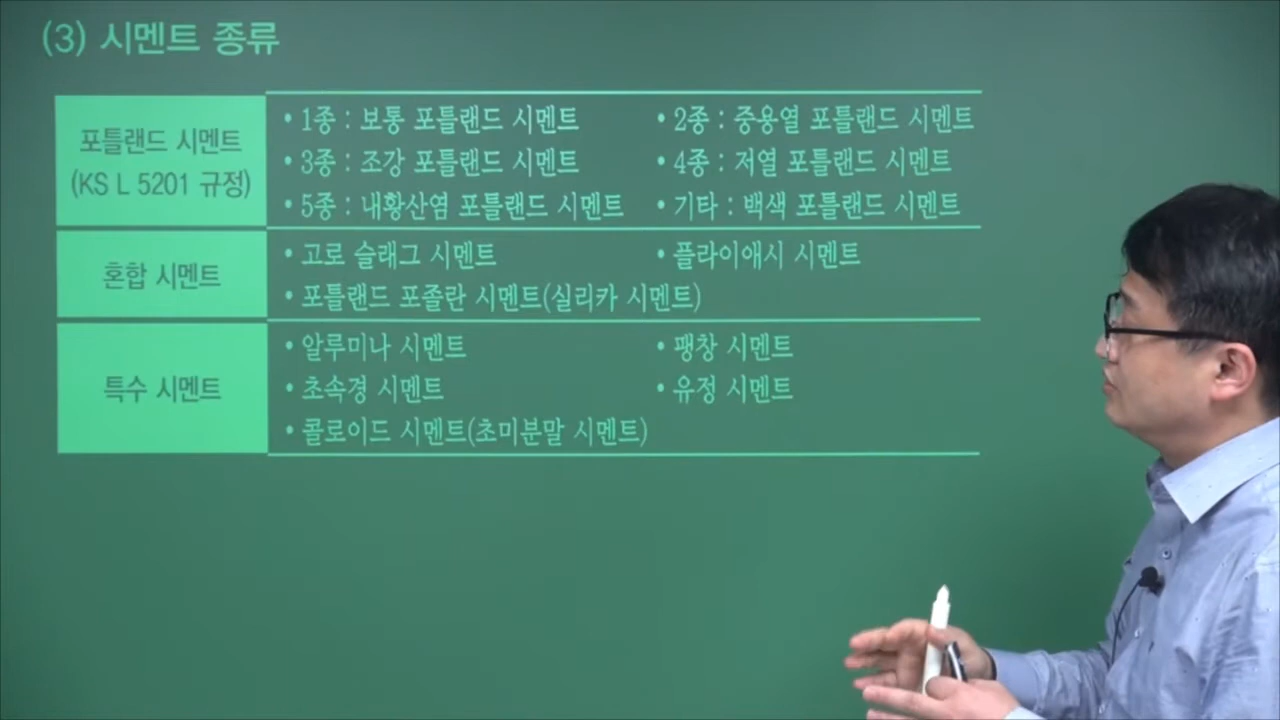 (3) 시멘트 종류
포틀랜드 시멘트
(KS L 5201 규정)
• 1종 : 보통 포틀랜드 시멘트
• 2종 : 중용열 포틀랜드 시멘트
• 3종 : 조강 포틀랜드 시멘트
• 4종 : 저열 포틀랜드 시멘트
• 5종 : 내황산염 포틀랜드 시멘트
• 기타 : 백색 포틀랜드 시멘트
혼합 시멘트
• 고로 슬래그 시멘트
• 플라이애시 시멘트
• 포틀랜드 포졸란 시멘트(실리카 시멘트)
특수 시멘트
• 알루미나 시멘트
• 팽창 시멘트
• 초속경 시멘트
• 유정 시멘트
• 콜로이드 시멘트(초미분말 시멘트)